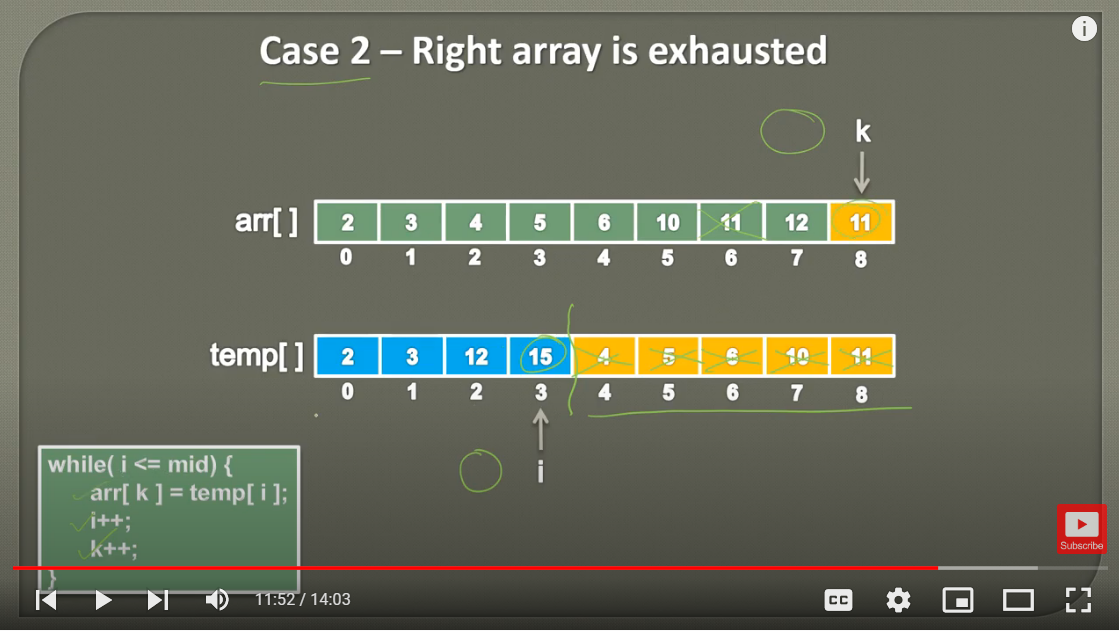 Case 2 – Right array is exhausted
k
arr[ ] 2 3 4 5 6 10 11 12 11
0 1 2 3 4 5 6 7 8
temp[ ] 2 3 12 15 4 5 6 10 11
0 1 2 3 4 5 6 7 8
i
while( i <= mid) {
arr[ k ] = temp[ i ];
i++;
k++;
}
Subscribe
11:52 / 14:03
CC